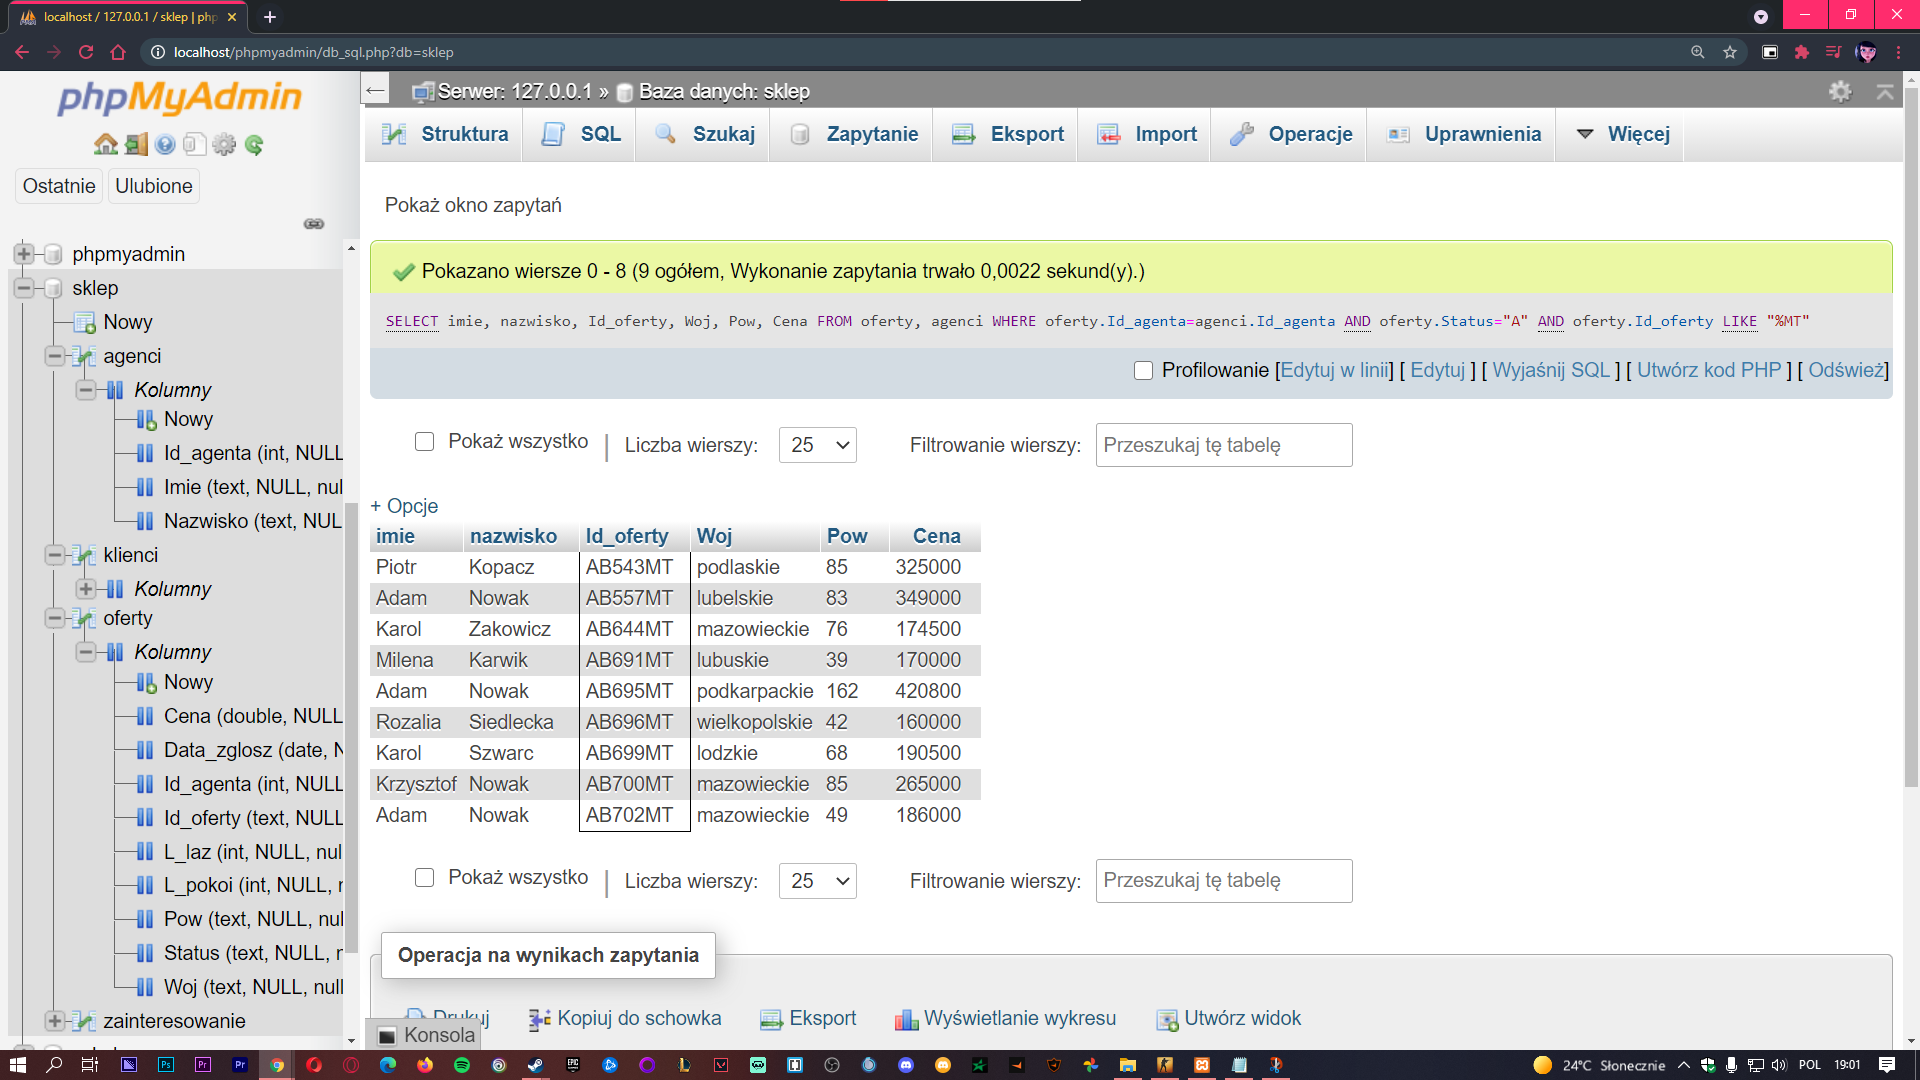 localhost / 127.0.0.1 / sklep | php
localhost/phpmyadmin/db_sql.php?db=sklep
phpMyAdmin
Ostatnie
Ulubione
phpmyadmin
sklep
Nowy
agenci
Kolumny
Nowy
Id_agenta (int, NULL
Imie (text, NULL, nul
Nazwisko (text, NUL
klienci
Kolumny
oferty
Kolumny
Nowy
Cena (double, NULL
Data_zglosz (date, N
Id_agenta (int, NULL
Id_oferty (text, NULL
L_laz (int, NULL, nul
L_pokoi (int, NULL, r
Pow (text, NULL, nul
Status (text, NULL, r
Woj (text, NULL, null
zainteresowanie
Serwer: 127.0.0.1 » Baza danych: sklep
Struktura SQL Szukaj Zapytanie Eksport Import Operacje Uprawnienia Więcej
Pokaż okno zapytań
Pokazano wiersze 0 - 8 (9 ogółem, Wykonanie zapytania trwało 0,0022 sekund(y).)
SELECT imie, nazwisko, Id_oferty, Woj, Pow, Cena FROM oferty, agenci WHERE oferty.Id_agenta=agenci.Id_agenta AND oferty.Status="A" AND oferty.Id_oferty LIKE "%MT"
Profilowanie [Edytuj w linii] [ Edytuj ] [ Wyjaśnij SQL ] [ Utwórz kod PHP ] [ Odśwież]
Pokaż wszystko | Liczba wierszy: 25 Filtrowanie wierszy: Przeszukaj tę tabelę
+ Opcje
imie nazwisko Id_oferty Woj Pow Cena
Piotr Kopacz AB543MT podlaskie 85 325000
Adam Nowak AB557MT lubelskie 83 349000
Karol Zakowicz AB644MT mazowieckie 76 174500
Milena Karwik AB691MT lubuskie 39 170000
Adam Nowak AB695MT podkarpackie 162 420800
Rozalia Siedlecka AB696MT wielkopolskie 42 160000
Karol Szwarc AB699MT lodzkie 68 190500
Krzysztof Nowak AB700MT mazowieckie 85 265000
Adam Nowak AB702MT mazowieckie 49 186000
Pokaż wszystko | Liczba wierszy: 25 Filtrowanie wierszy: Przeszukaj tę tabelę
Operacja na wynikach zapytania
Drukuj Kopiuj do schowka Eksport Wyświetlanie wykresu Utwórz widok
Konsola
24°C Słonecznie POL 19:01